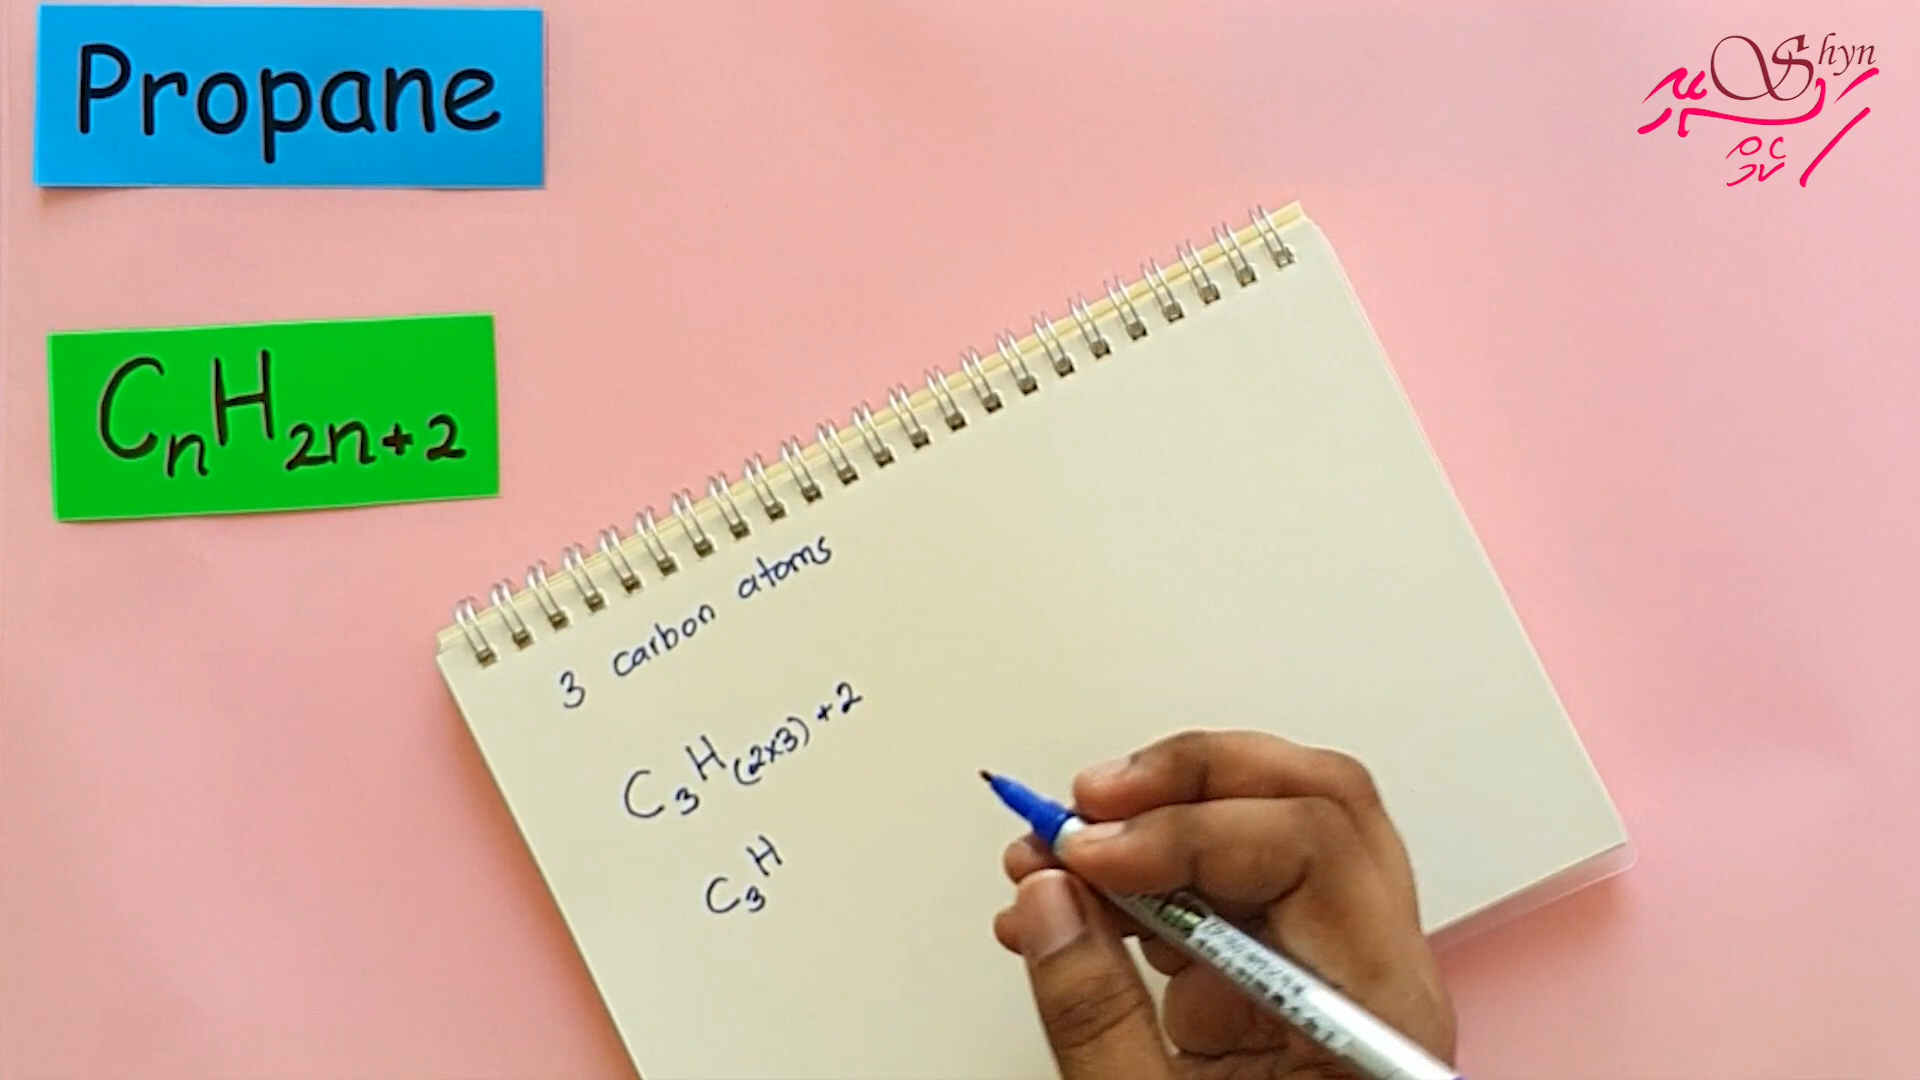 Propane
Shyn
CₙH₂ₙ₊₂
3 carbon atoms
C₃H₍₂ₓ₃₎ + 2
C₃H